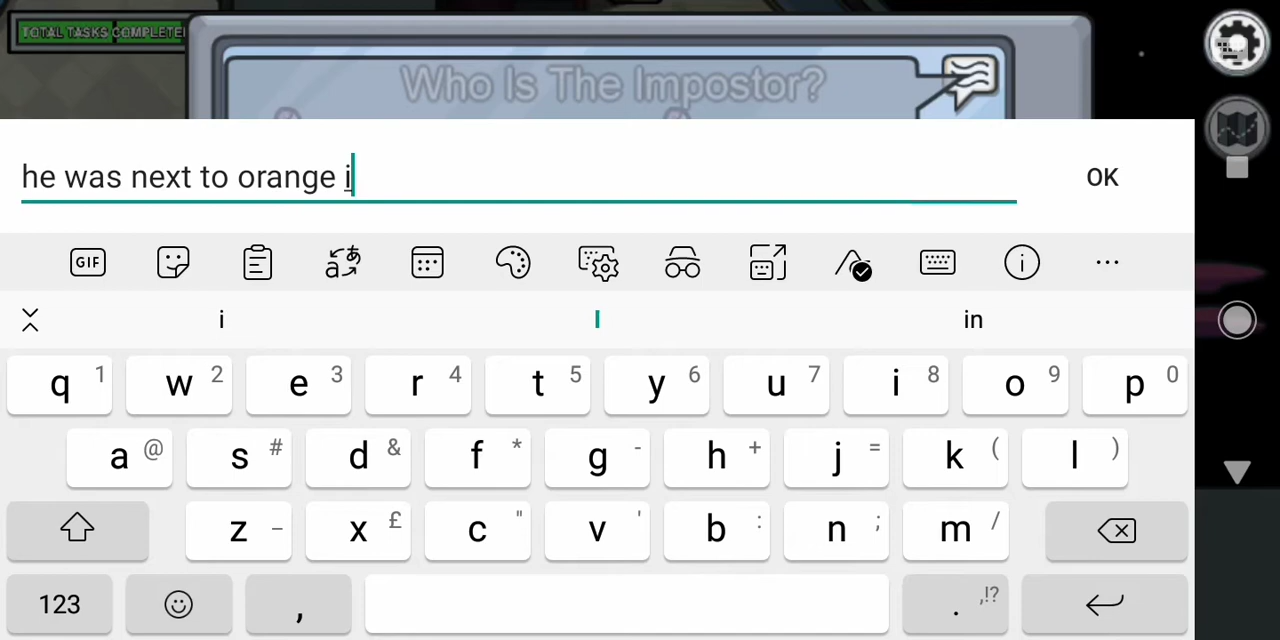 TOTAL TASKS COMPLETE
Who Is The Impostor?
he was next to orange i
OK
GIF
i I in
q 1 w 2 e 3 r 4 t 5 y 6 u 7 i 8 o 9 p 0
a @ s # d & f * g - h + j = k ( l )
z _ x £ c " v ' b : n ; m /
123 , . ,!?